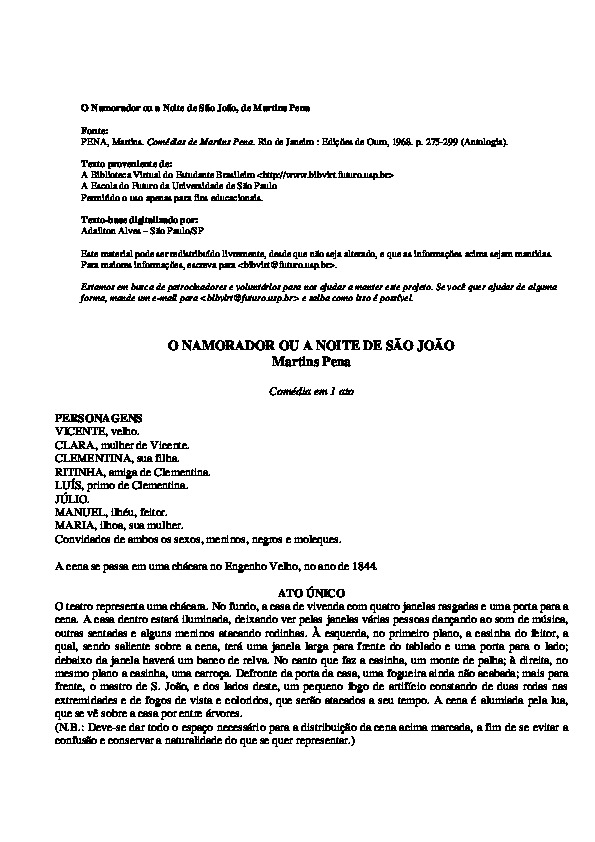 O Namorador ou a Noite de São João, de Martins Pena
Fonte:
PENA, Martins. Comédias de Martins Pena. Rio de Janeiro : Edições de Ouro, 1968. p. 275-299 (Antologia).
Texto proveniente de:
A Biblioteca Virtual do Estudante Brasileiro <http://www.bibvirt.futuro.usp.br>
A Escola do Futuro da Universidade de São Paulo
Permitido o uso apenas para fins educacionais.
Texto-base digitalizado por:
Adailton Alves – São Paulo/SP
Este material pode ser redistribuído livremente, desde que não seja alterado, e que as informações acima sejam mantidas.
Para maiores informações, escreva para <bibvirt@futuro.usp.br>.
Estamos em busca de patrocinadores e voluntários para nos ajudar a manter este projeto. Se você quer ajudar de alguma
forma, mande um e-mail para <bibvirt@futuro.usp.br> e saiba como isso é possível.
O NAMORADOR OU A NOITE DE SÃO JOÃO
Martins Pena
Comédia em 1 ato
PERSONAGENS
VICENTE, velho.
CLARA, mulher de Vicente.
CLEMENTINA, sua filha.
RITINHA, amiga de Clementina.
LUÍS, primo de Clementina.
JÚLIO.
MANUEL, ilhéu, feitor.
MARIA, ilhoa, sua mulher.
Convidados de ambos os sexos, meninos, negros e moleques.
A cena se passa em uma chácara no Engenho Velho, no ano de 1844.
ATO ÚNICO
O teatro representa uma chácara. No fundo, a casa de vivenda com quatro janelas rasgadas e uma porta para a
cena. A casa dentro estará iluminada, deixando ver pelas janelas várias pessoas dançando ao som de música,
outras sentadas e alguns meninos atacando rodinhas. À esquerda, no primeiro plano, a casinha do feitor, a
qual, sendo saliente sobre a cena, terá uma janela larga para frente do tablado e uma porta para o lado;
debaixo da janela haverá um banco de relva. No canto que faz a casinha, um monte de palha; à direita, no
mesmo plano a casinha, uma carroça. Defronte da porta da casa, uma fogueira ainda não acabada; mais para
frente, o mastro de S. João, e dos lados deste, um pequeno fogo de artifício constando de duas rodas nas
extremidades e de fogos de vista e coloridos, que serão atacados a seu tempo. A cena é alumiada pela lua,
que se vê sobre a casa por entre árvores.
(N.B.: Deve-se dar todo o espaço necessário para a distribuição da cena acima marcada, a fim de se evitar a
confusão e conservar a naturalidade do que se quer representar.)